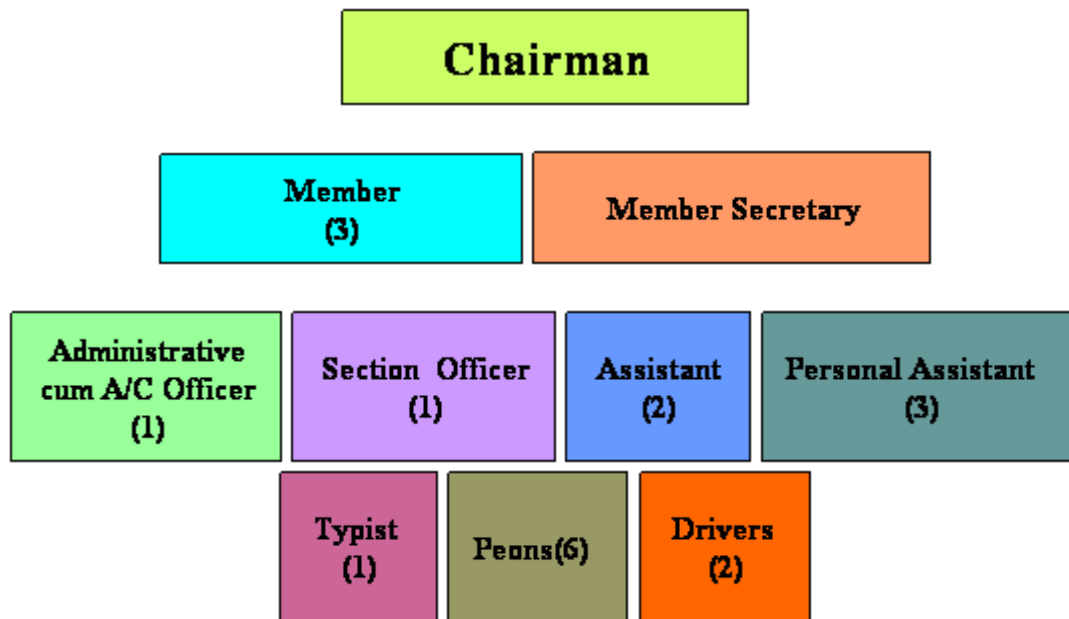 Chairman
Member
(3)
Member Secretary
Administrative
cum A/C Officer
(1)
Section Officer
(1)
Assistant
(2)
Personal Assistant
(3)
Typist
(1)
Peons(6)
Drivers
(2)